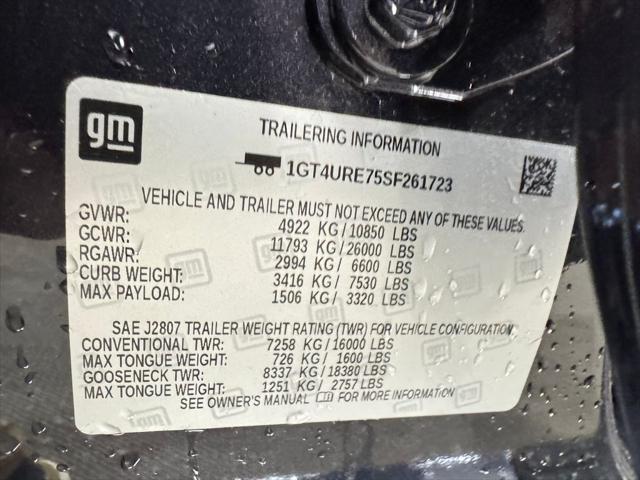 gm
TRAILERING INFORMATION
1GT4URE75SF261723
VEHICLE AND TRAILER MUST NOT EXCEED ANY OF THESE VALUES.
GVWR: 4922 KG/10850 LBS
GCWR: 11793 KG/26000 LBS
RGAWR: 2994 KG/ 6600 LBS
CURB WEIGHT: 3416 KG/ 7530 LBS
MAX PAYLOAD: 1506 KG/ 3320 LBS
SAE J2807 TRAILER WEIGHT RATING (TWR) FOR VEHICLE CONFIGURATION.
CONVENTIONAL TWR: 7258 KG/16000 LBS
MAX TONGUE WEIGHT: 726 KG/ 1600 LBS
GOOSENECK TWR: 8337 KG/18380 LBS
MAX TONGUE WEIGHT: 1251 KG/ 2757 LBS
SEE OWNER'S MANUAL FOR MORE INFORMATION